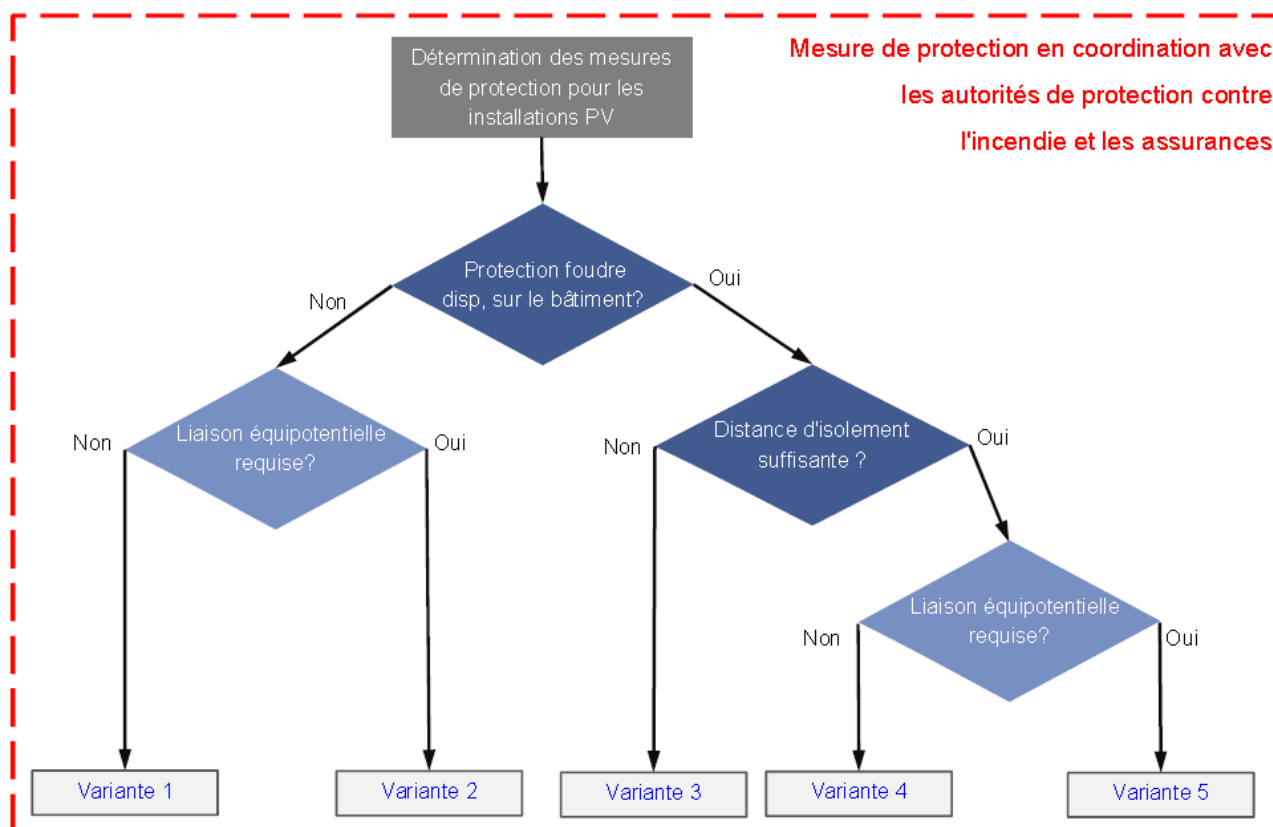 Détermination des mesures
de protection pour les
installations PV
Mesure de protection en coordination avec
les autorités de protection contre
l'incendie et les assurances
Protection foudre
disp, sur le bâtiment?
Non
Oui
Liaison équipotentielle
requise?
Non
Oui
Distance d'isolement
suffisante ?
Non
Oui
Liaison équipotentielle
requise?
Non
Oui
Variante 1
Variante 2
Variante 3
Variante 4
Variante 5